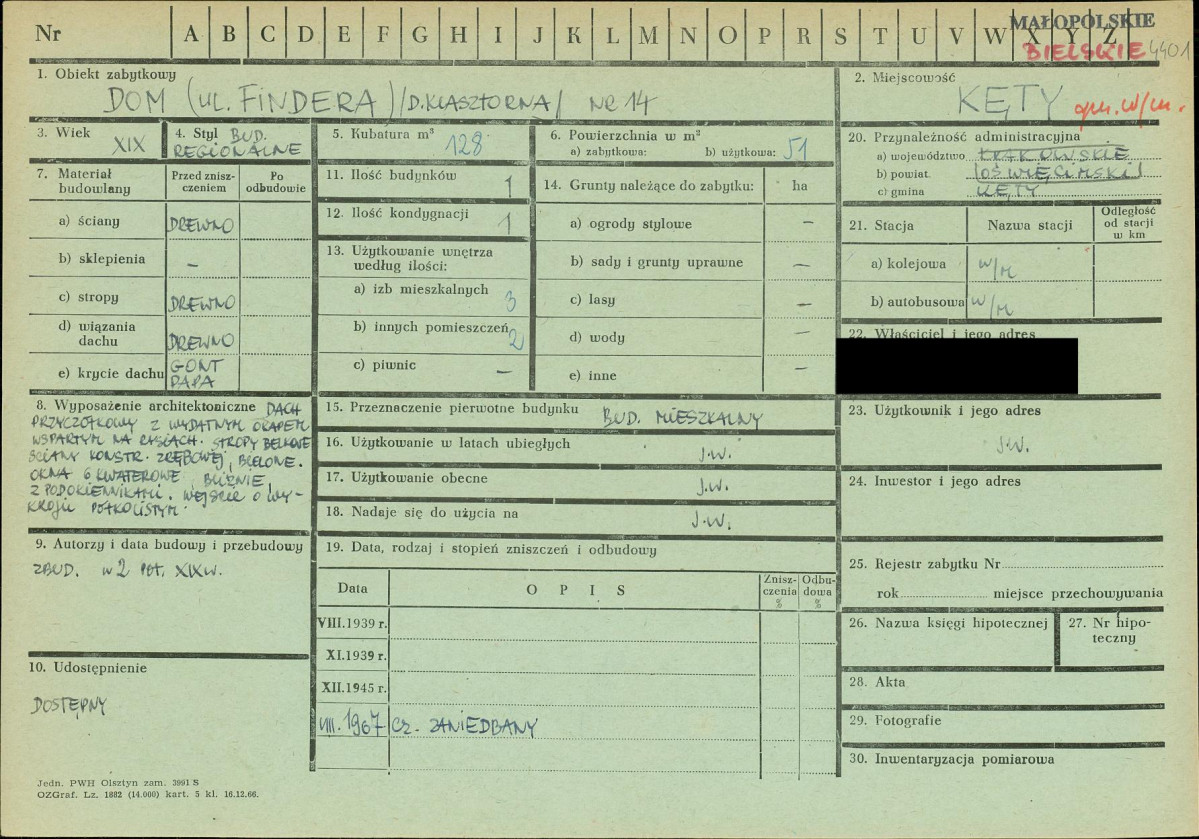 Nr A B C D E F G H I J K L M N O P R S T U V W X Y Z
MAŁOPOLSKIE
BIELSKIE 4401
1. Obiekt zabytkowy
DOM (UL. FINDERA) /D. KLASZTORNA/ NR 14
2. Miejscowość
KĘTY gm. w/m.
3. Wiek
XIX
4. Styl BUD.
REGIONALNE
5. Kubatura m³
128
6. Powierzchnia w m²
a) zabytkowa: b) użytkowa: 51
7. Materiał budowlany
Przed zniszczeniem
Po odbudowie
a) ściany DREWNO
b) sklepienia –
c) stropy DREWNO
d) wiązania dachu DREWNO
e) krycie dachu GONT
PAPA
11. Ilość budynków 1
12. Ilość kondygnacji 1
13. Użytkowanie wnętrza
według ilości:
a) izb mieszkalnych 3
b) innych pomieszczeń 2
c) piwnic –
14. Grunty należące do zabytku: ha
a) ogrody stylowe –
b) sady i grunty uprawne –
c) lasy –
d) wody –
e) inne –
20. Przynależność administracyjna
a) województwo KRAKOWSKIE
b) powiat (OŚWIĘCIMSKI)
c) gmina KĘTY
21. Stacja Nazwa stacji Odległość
od stacji
w km
a) kolejowa w/m
b) autobusowa w/m
22. Właściciel i jego adres
8. Wyposażenie architektoniczne DACH
PRZYCZÓŁKOWY Z WYDATNYM OKAPEM
WSPARTYM NA RYSIACH. STROPY BELKOWE
ŚCIANY KONSTR. ZRĘBOWEJ, BIELONE.
OKNA 6 KWATEROWE, BLIŹNIE,
Z PODOKIENNIKAMI. WEJŚCIE O WY-
KROJU PÓŁKOLISTYM.
15. Przeznaczenie pierwotne budynku BUD. MIESZKALNY
16. Użytkowanie w latach ubiegłych J.W.
17. Użytkowanie obecne J.W.
18. Nadaje się do użycia na J.W.
23. Użytkownik i jego adres
J.W.
24. Inwestor i jego adres
9. Autorzy i data budowy i przebudowy
ZBUD. W 2 POŁ. XIX W.
10. Udostępnienie
DOSTĘPNY
19. Data, rodzaj i stopień zniszczeń i odbudowy
Data O P I S Znisz-
czenia
% Odbu-
dowa
%
VIII.1939 r.
XI.1939 r.
XII.1945 r.
VIII. 1967 CZ. ZANIEDBANY
25. Rejestr zabytku Nr
rok miejsce przechowywania
26. Nazwa księgi hipotecznej
27. Nr hipo-
teczny
28. Akta
29. Fotografie
30. Inwentaryzacja pomiarowa
Jedn. PWH Olsztyn zam. 3991 S
OZGraf. Lz. 1882 (14.000) kart. 5 kl. 16.12.66.